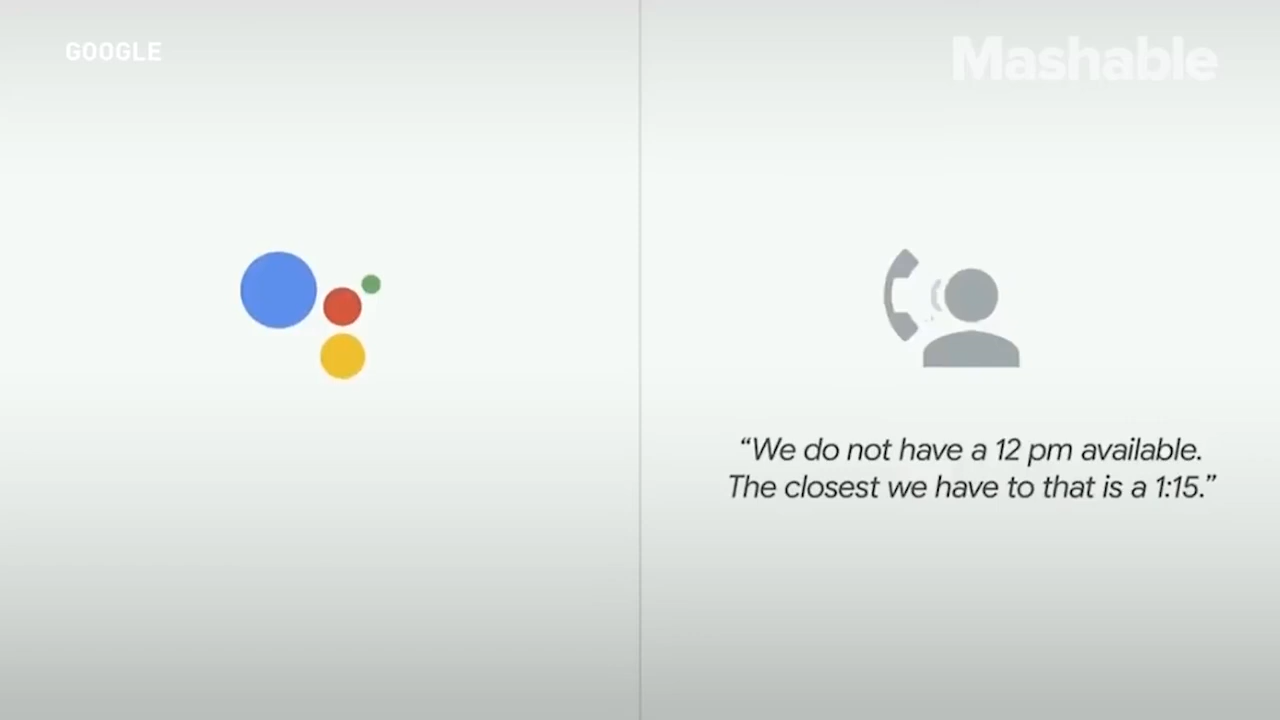 GOOGLE
Mashable
“We do not have a 12 pm available.
The closest we have to that is a 1:15.”